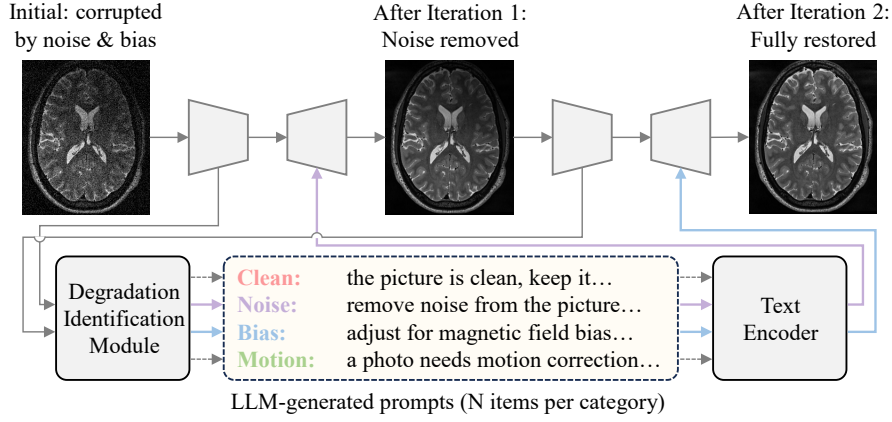 Initial: corrupted
by noise & bias
After Iteration 1:
Noise removed
After Iteration 2:
Fully restored
Degradation
Identification
Module
Clean: the picture is clean, keep it…
Noise: remove noise from the picture…
Bias: adjust for magnetic field bias…
Motion: a photo needs motion correction…
Text
Encoder
LLM-generated prompts (N items per category)